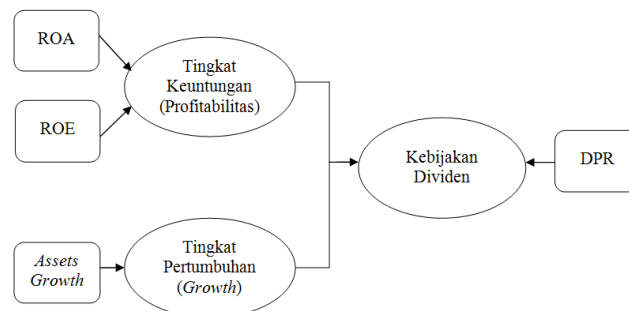 ROA
Tingkat
Keuntungan
(Profitabilitas)
ROE
Kebijakan
Dividen
DPR
Assets
Growth
Tingkat
Pertumbuhan
(Growth)